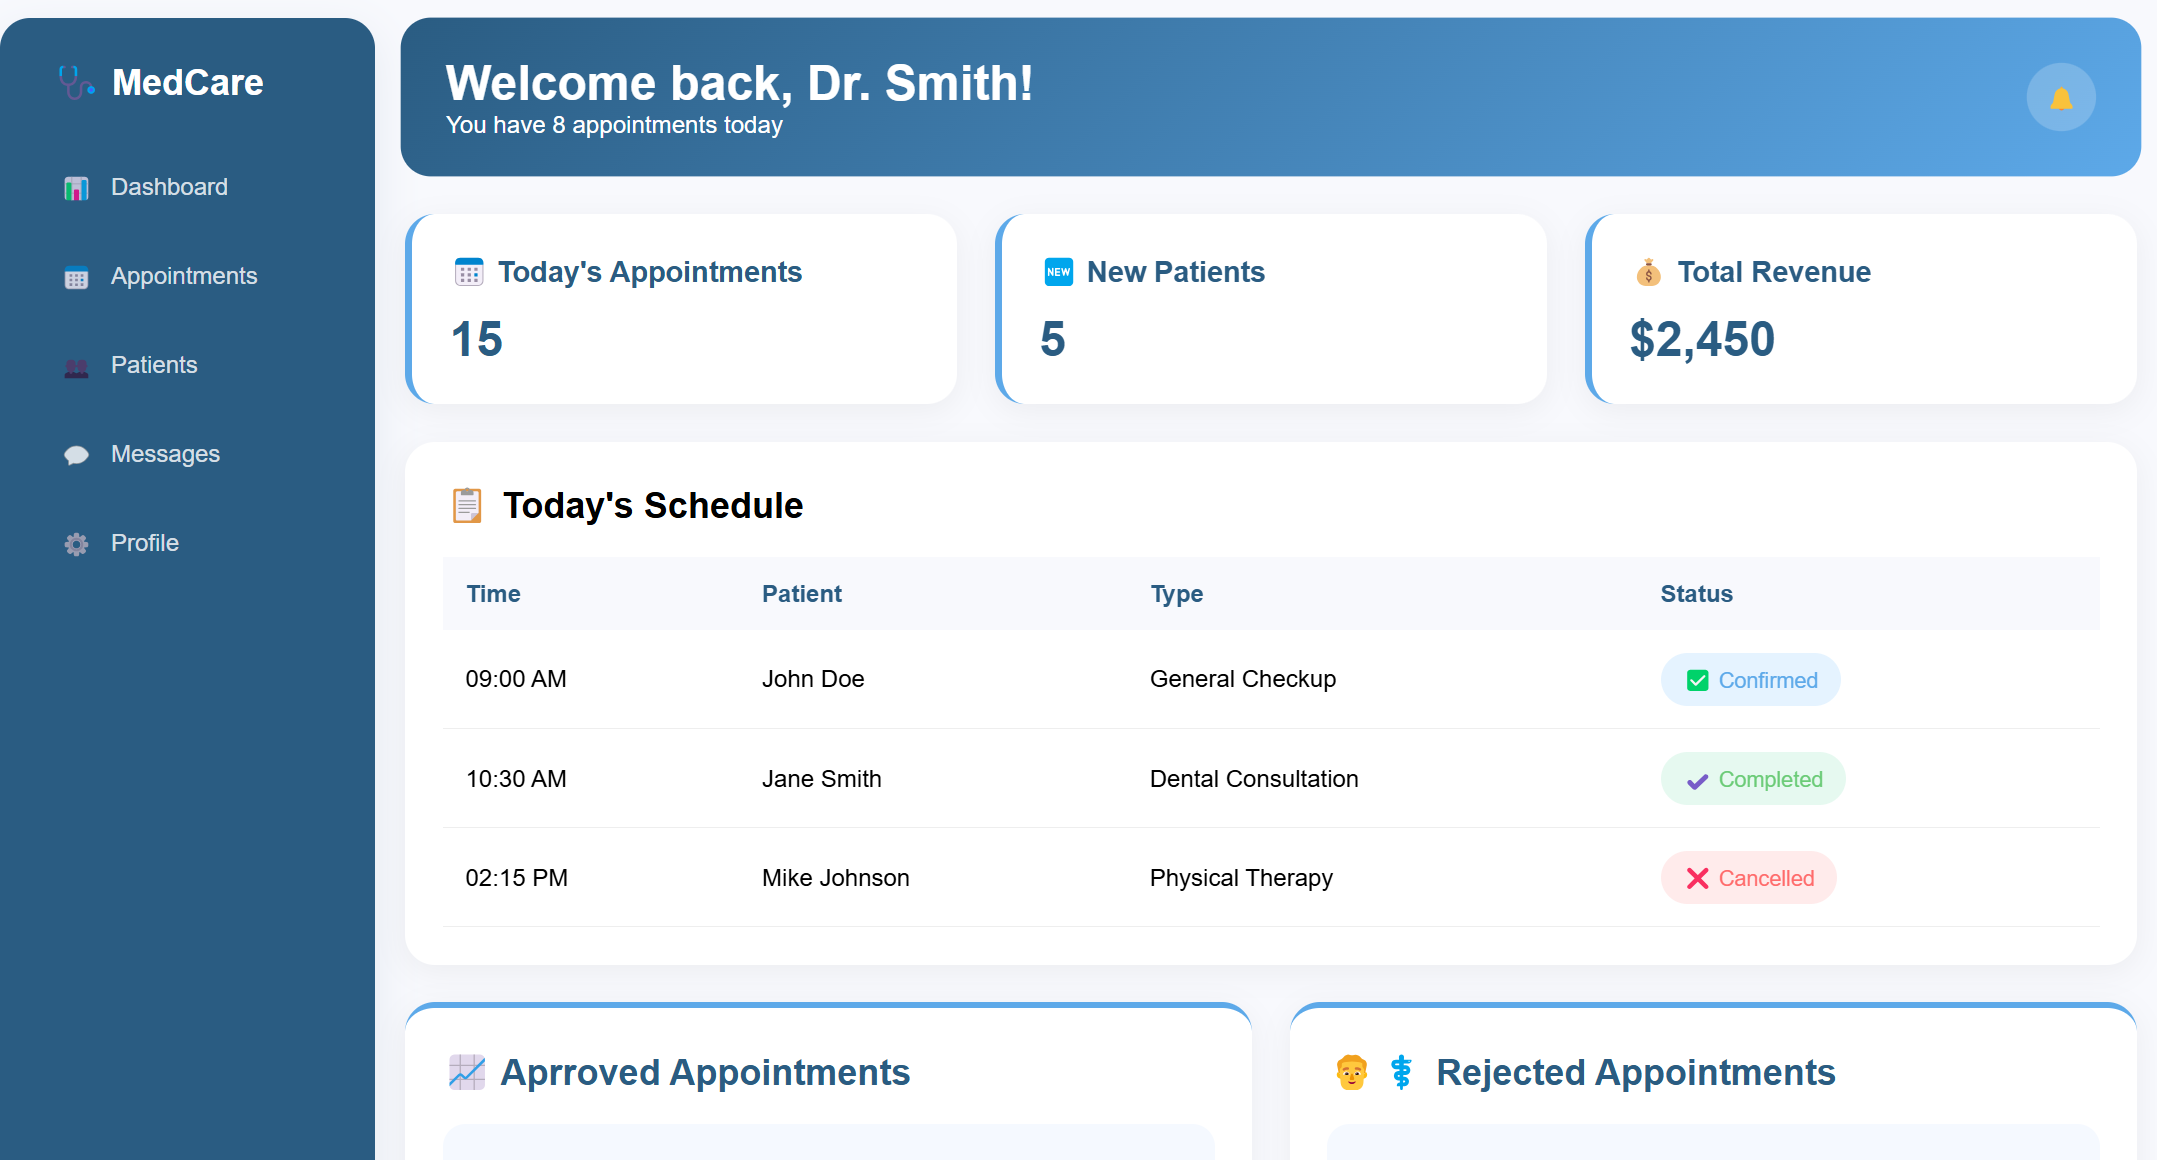 MedCare
Dashboard
Appointments
Patients
Messages
Profile
Welcome back, Dr. Smith!
You have 8 appointments today
Today's Appointments
15
NEW New Patients
5
Total Revenue
$2,450
Today's Schedule
Time Patient Type Status
09:00 AM John Doe General Checkup Confirmed
10:30 AM Jane Smith Dental Consultation Completed
02:15 PM Mike Johnson Physical Therapy Cancelled
Aprroved Appointments
Rejected Appointments